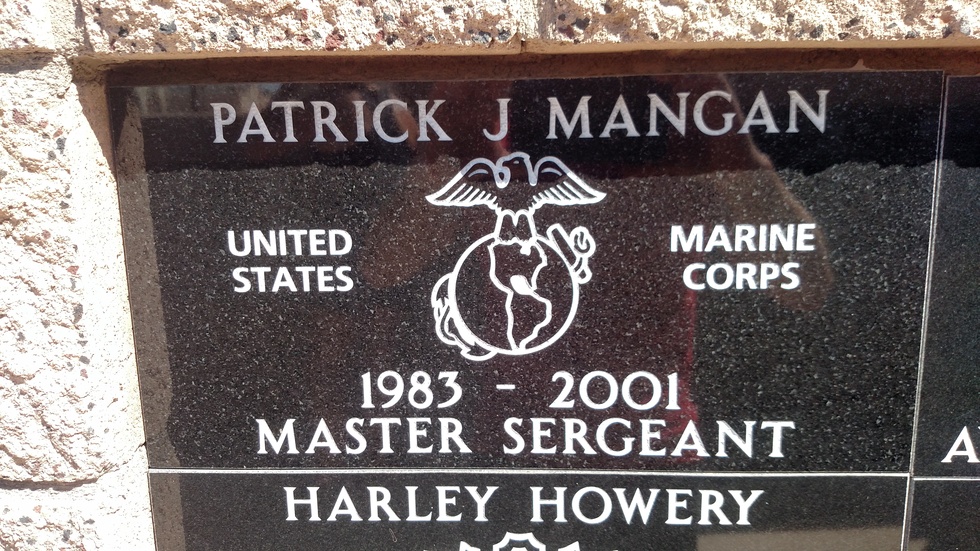 PATRICK J MANGAN
UNITED
STATES
MARINE
CORPS
1983 - 2001
MASTER SERGEANT
HARLEY HOWERY